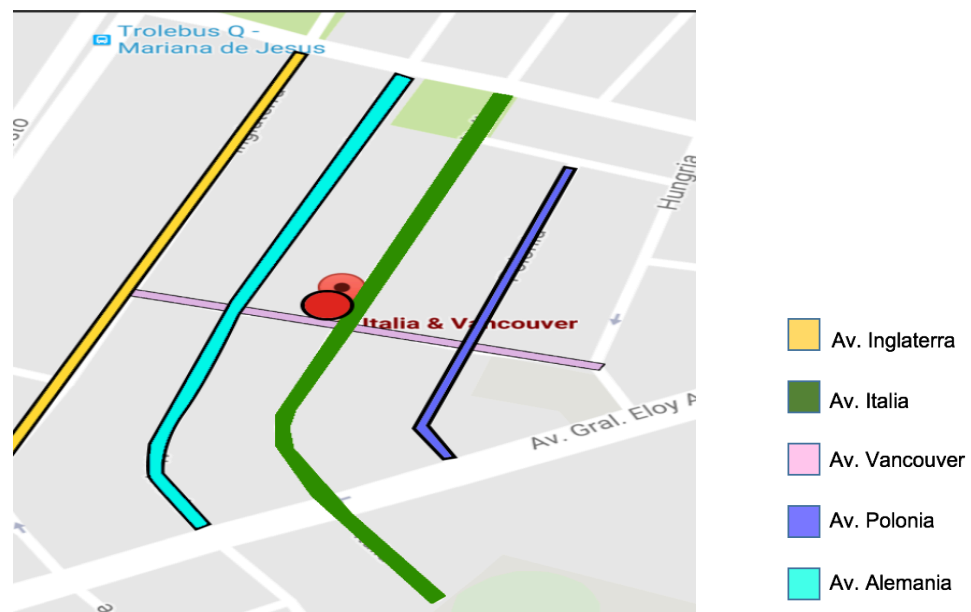 Trolebus Q -
Mariana de Jesus
Hungria
Italia & Vancouver
Av. Gral. Eloy A
Av. Inglaterra
Av. Italia
Av. Vancouver
Av. Polonia
Av. Alemania